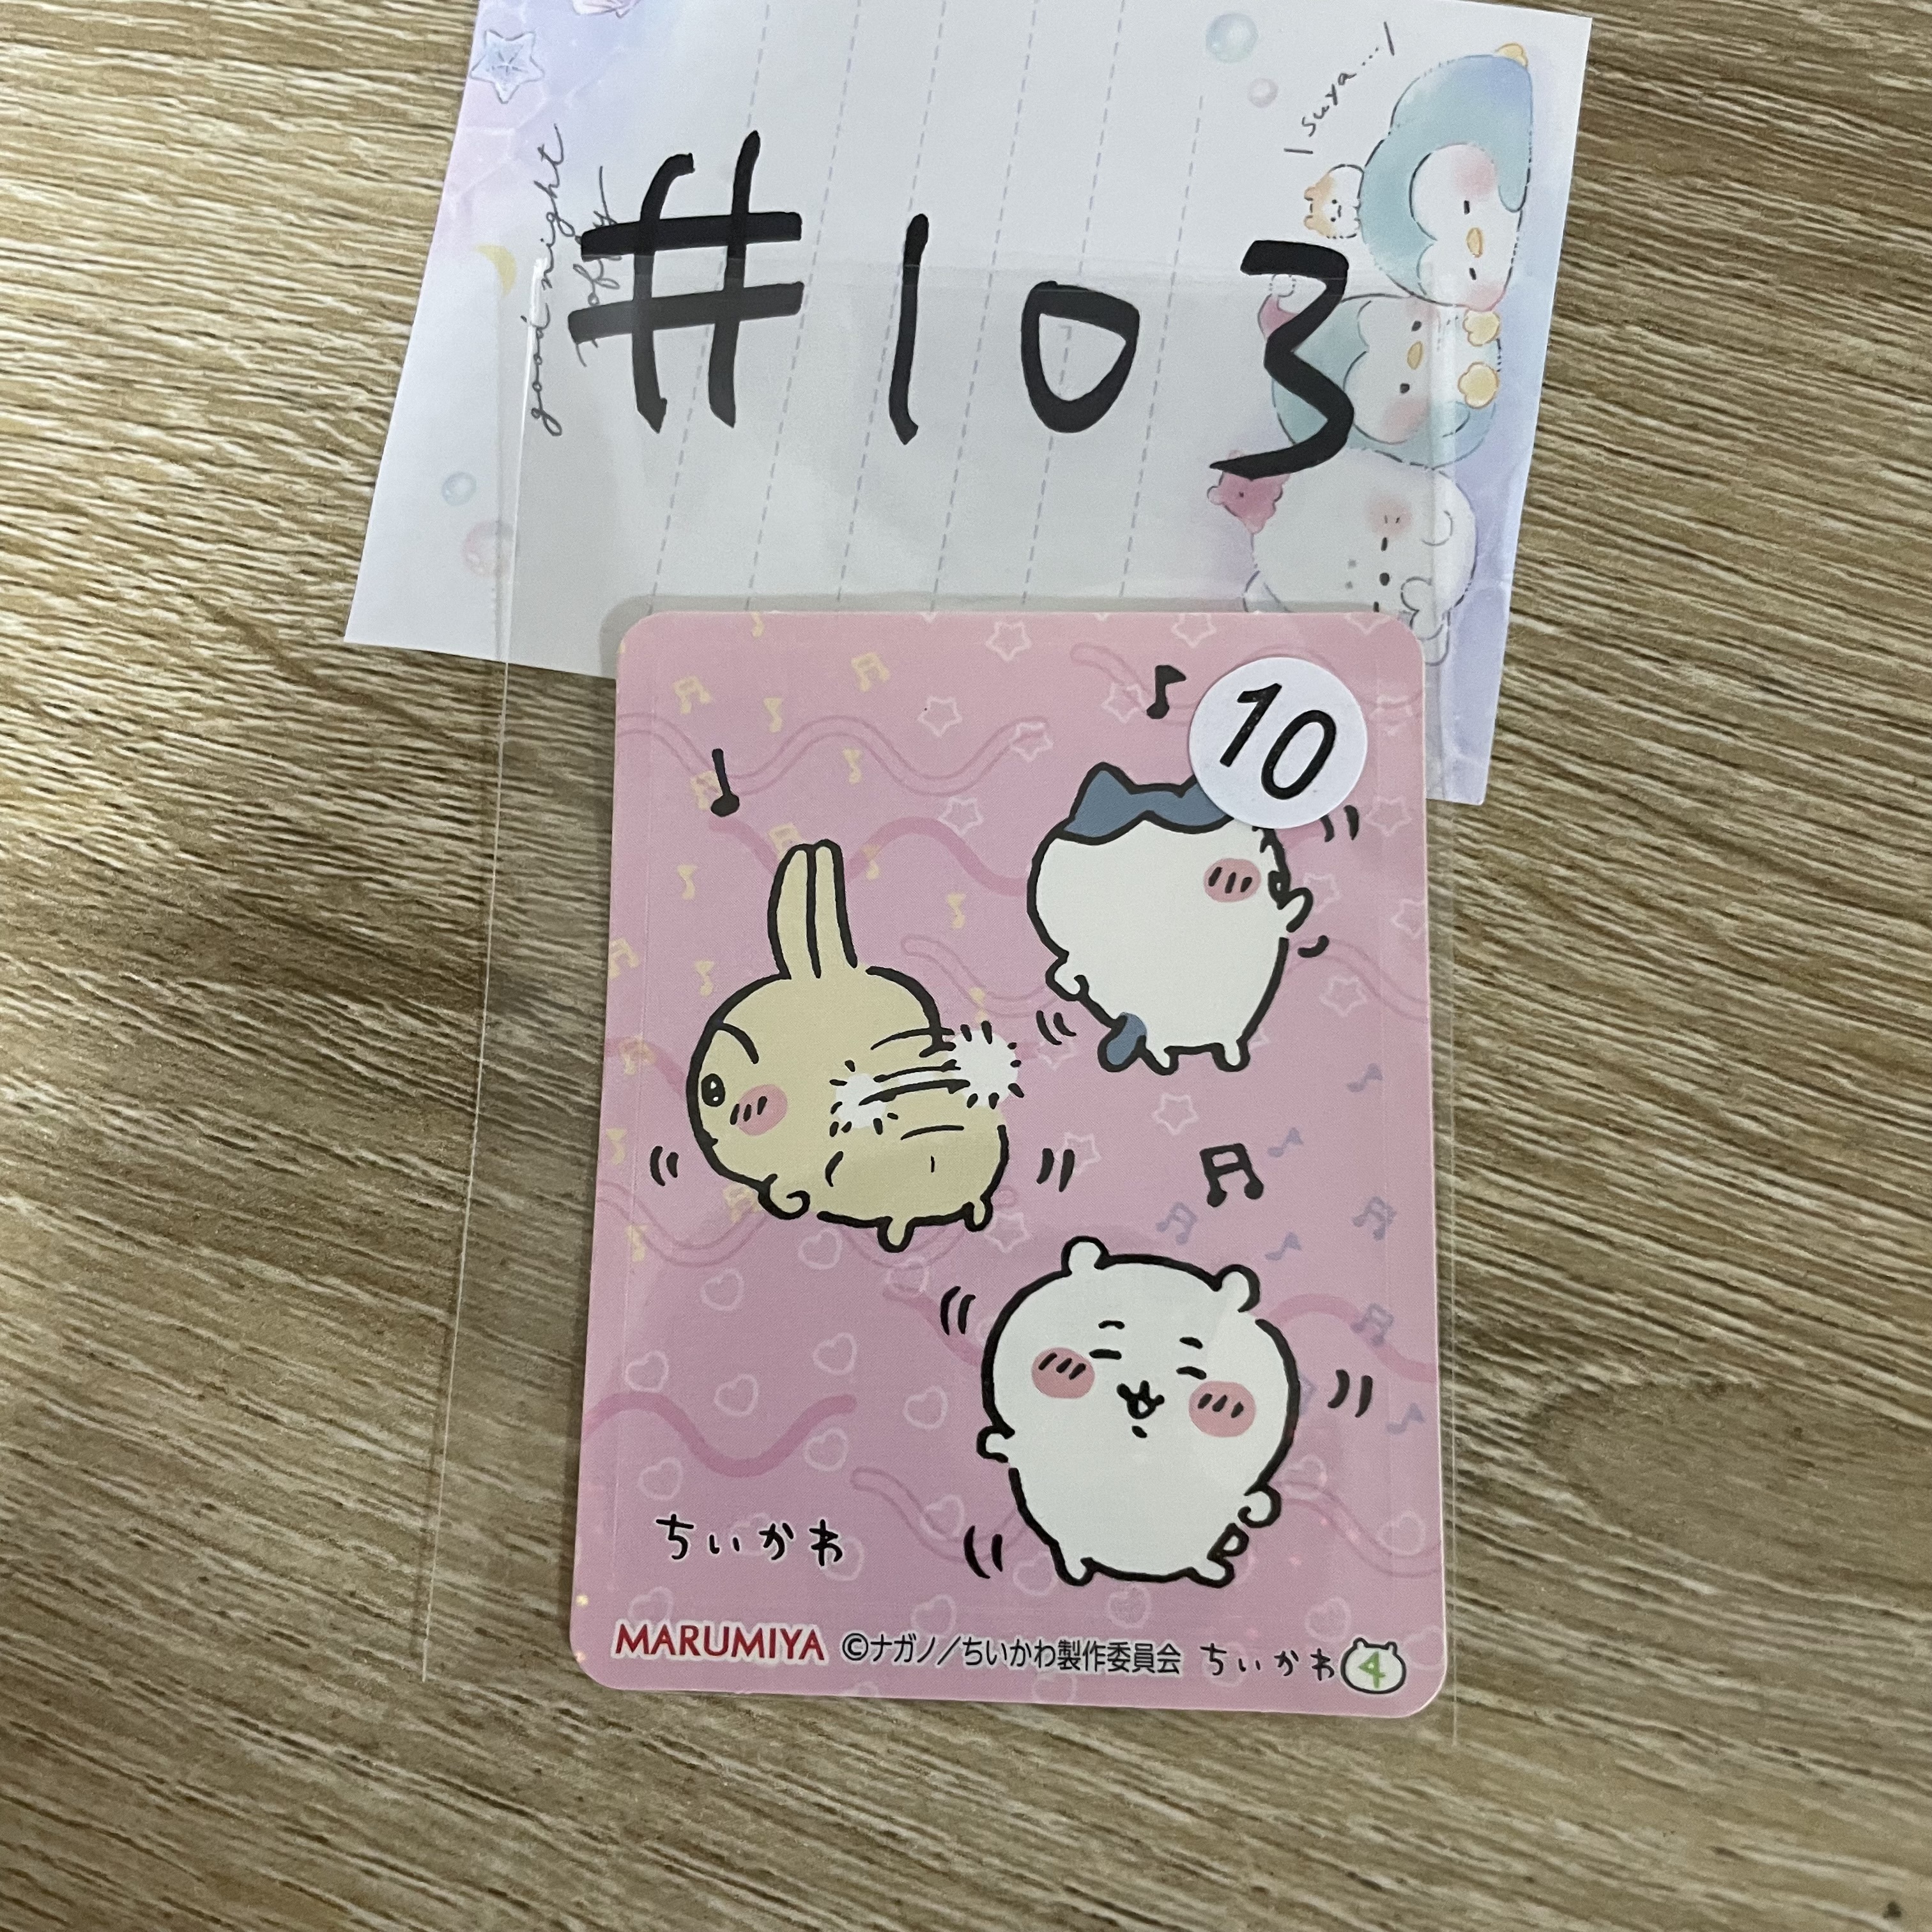 \ suya... /
good night
toffy
#103
10
ちいかわ
MARUMIYA ©ナガノ／ちいかわ製作委員会 ちいかわ 4